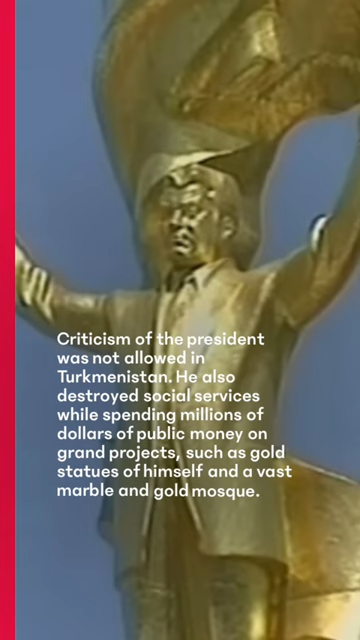 Criticism of the president
was not allowed in
Turkmenistan. He also
destroyed social services
while spending millions of
dollars of public money on
grand projects, such as gold
statues of himself and a vast
marble and gold mosque.